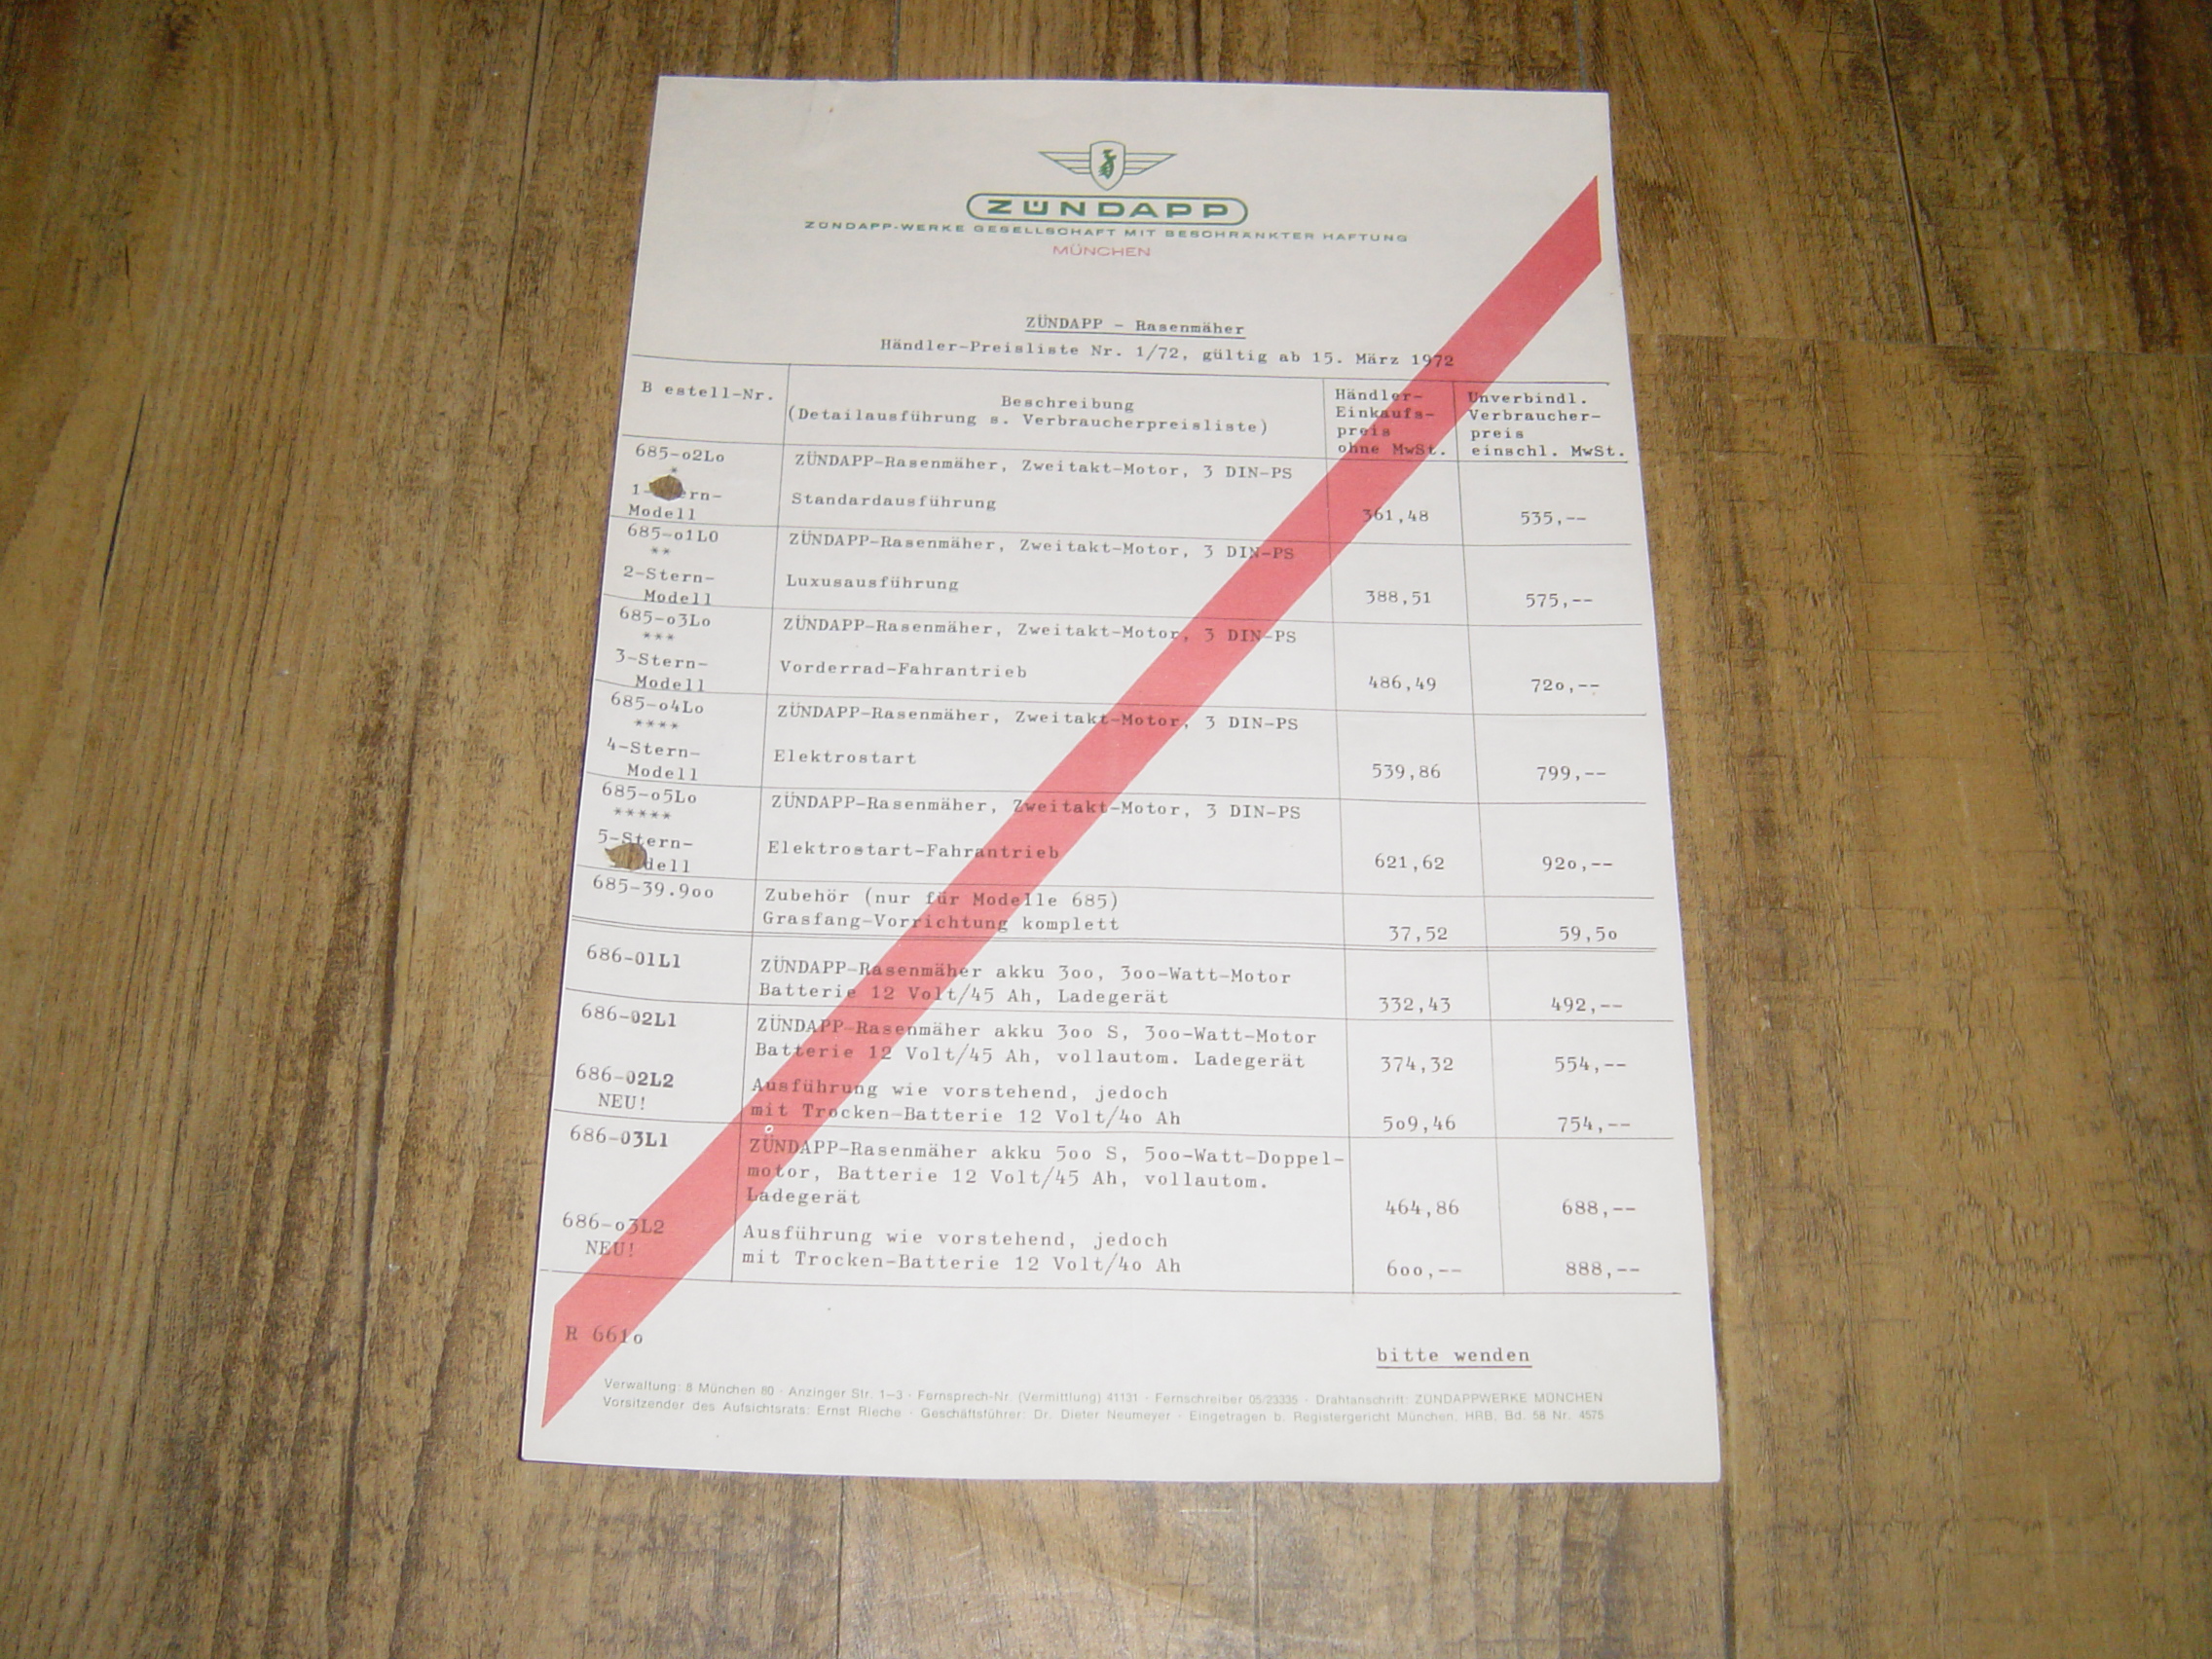 ZÜNDAPP
ZÜNDAPP-WERKE GESELLSCHAFT MIT BESCHRÄNKTER HAFTUNG
MÜNCHEN
ZÜNDAPP - Rasenmäher
Händler-Preisliste Nr. 1/72, gültig ab 15. März 1972
B estell-Nr.
Beschreibung
(Detailausführung s. Verbraucherpreisliste)
Händler-
Einkaufs-
preis
ohne MwSt.
Unverbindl.
Verbraucher-
preis
einschl. MwSt.
685-o2Lo
*
ZÜNDAPP-Rasenmäher, Zweitakt-Motor, 3 DIN-PS
1- ern-
Modell
Standardausführung
361,48
535,--
685-o1L0
**
ZÜNDAPP-Rasenmäher, Zweitakt-Motor, 3 DIN-PS
2-Stern-
Modell
Luxusausführung
388,51
575,--
685-o3Lo
***
ZÜNDAPP-Rasenmäher, Zweitakt-Motor, 3 DIN-PS
3-Stern-
Modell
Vorderrad-Fahrantrieb
486,49
72o,--
685-o4Lo
****
ZÜNDAPP-Rasenmäher, Zweitakt-Motor, 3 DIN-PS
4-Stern-
Modell
Elektrostart
539,86
799,--
685-o5Lo
*****
ZÜNDAPP-Rasenmäher, Zweitakt-Motor, 3 DIN-PS
5-Stern-
dell
Elektrostart-Fahrantrieb
621,62
92o,--
685-39.9oo
Zubehör (nur für Modelle 685)
Grasfang-Vorrichtung komplett
37,52
59,5o
686-01L1
ZÜNDAPP-Rasenmäher akku 3oo, 3oo-Watt-Motor
Batterie 12 Volt/45 Ah, Ladegerät
332,43
492,--
686-02L1
ZÜNDAPP-Rasenmäher akku 3oo S, 3oo-Watt-Motor
Batterie 12 Volt/45 Ah, vollautom. Ladegerät
374,32
554,--
686-02L2
NEU!
Ausführung wie vorstehend, jedoch
mit Trocken-Batterie 12 Volt/4o Ah
5o9,46
754,--
686-03L1
ZÜNDAPP-Rasenmäher akku 5oo S, 5oo-Watt-Doppel-
motor, Batterie 12 Volt/45 Ah, vollautom.
Ladegerät
464,86
688,--
686-o3L2
NEU!
Ausführung wie vorstehend, jedoch
mit Trocken-Batterie 12 Volt/4o Ah
6oo,--
888,--
R 661o
bitte wenden
Verwaltung: 8 München 80 · Anzinger Str. 1–3 · Fernsprech-Nr. (Vermittlung) 41131 · Fernschreiber 05/23335 · Drahtanschrift: ZÜNDAPPWERKE MÜNCHEN
Vorsitzender des Aufsichtsrats: Ernst Rieche · Geschäftsführer: Dr. Dieter Neumeyer · Eingetragen b. Registergericht München, HRB, Bd. 58 Nr. 4575